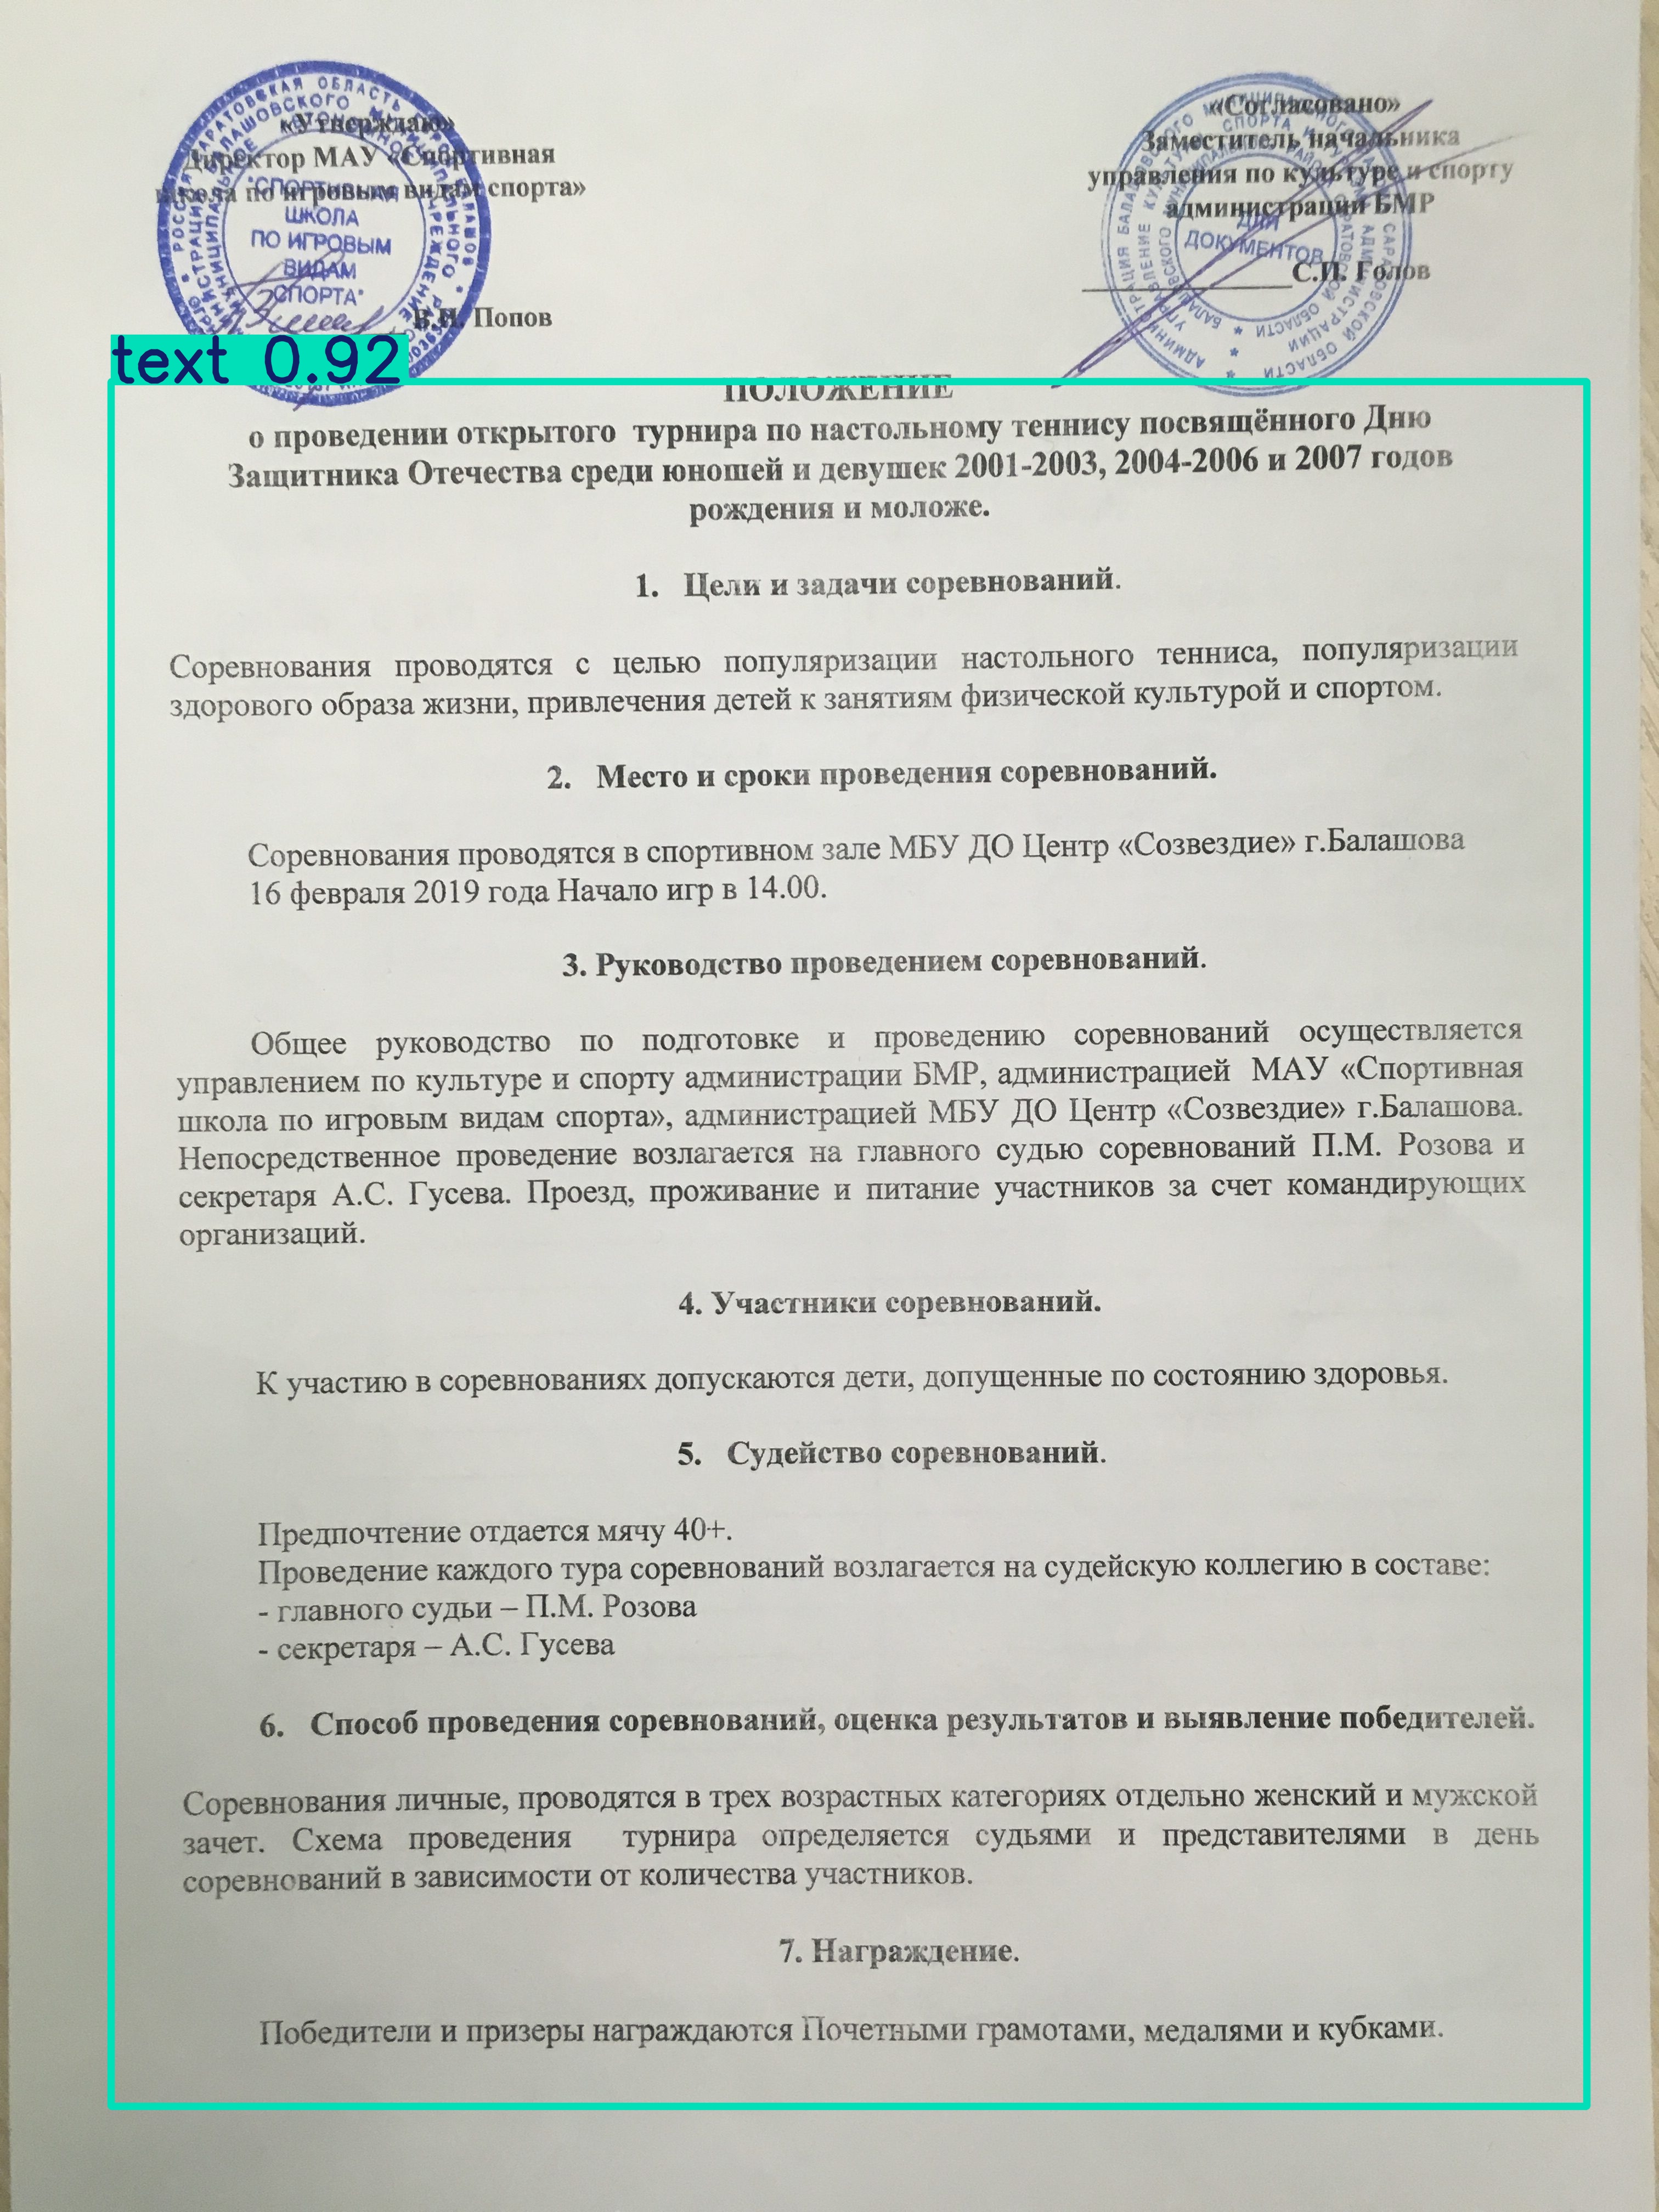 «Утверждаю»
Директор МАУ «Спортивная
школа по игровым видам спорта»
В.И. Попов
"СПОРТИВНАЯ
ШКОЛА
ПО ИГРОВЫМ
ВИДАМ
СПОРТА"
«Согласовано»
Заместитель начальника
управления по культуре и спорту
администрации БМР
С.П. Голов
ДЛЯ
ДОКУМЕНТОВ
text 0.92
ПОЛОЖЕНИЕ
о проведении открытого турнира по настольному теннису посвящённого Дню
Защитника Отечества среди юношей и девушек 2001-2003, 2004-2006 и 2007 годов
рождения и моложе.
1. Цели и задачи соревнований.
Соревнования проводятся с целью популяризации настольного тенниса, популяризации
здорового образа жизни, привлечения детей к занятиям физической культурой и спортом.
2. Место и сроки проведения соревнований.
Соревнования проводятся в спортивном зале МБУ ДО Центр «Созвездие» г.Балашова
16 февраля 2019 года Начало игр в 14.00.
3. Руководство проведением соревнований.
Общее руководство по подготовке и проведению соревнований осуществляется
управлением по культуре и спорту администрации БМР, администрацией МАУ «Спортивная
школа по игровым видам спорта», администрацией МБУ ДО Центр «Созвездие» г.Балашова.
Непосредственное проведение возлагается на главного судью соревнований П.М. Розова и
секретаря А.С. Гусева. Проезд, проживание и питание участников за счет командирующих
организаций.
4. Участники соревнований.
К участию в соревнованиях допускаются дети, допущенные по состоянию здоровья.
5. Судейство соревнований.
Предпочтение отдается мячу 40+.
Проведение каждого тура соревнований возлагается на судейскую коллегию в составе:
- главного судьи – П.М. Розова
- секретаря – А.С. Гусева
6. Способ проведения соревнований, оценка результатов и выявление победителей.
Соревнования личные, проводятся в трех возрастных категориях отдельно женский и мужской
зачет. Схема проведения турнира определяется судьями и представителями в день
соревнований в зависимости от количества участников.
7. Награждение.
Победители и призеры награждаются Почетными грамотами, медалями и кубками.